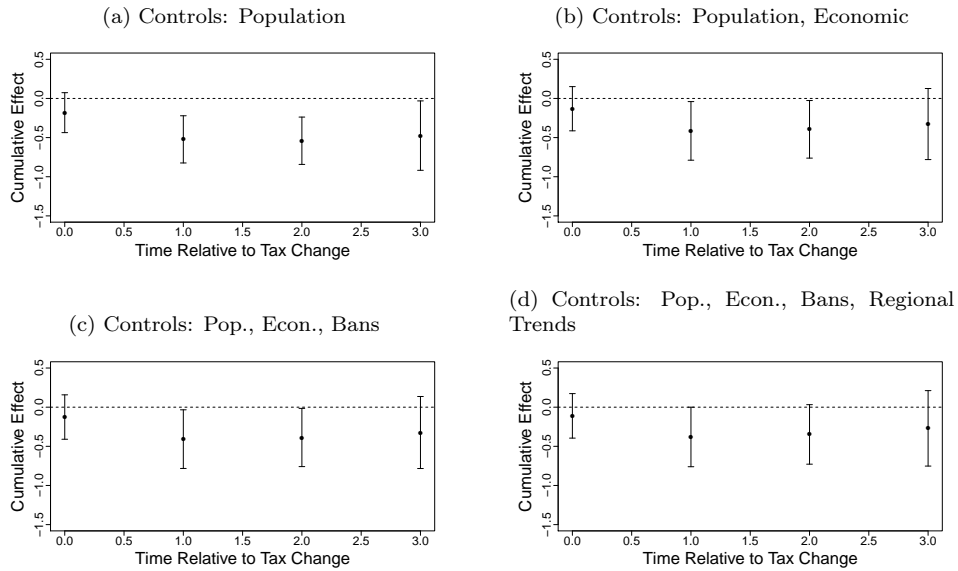 (a) Controls: Population
0.5
0.0
−0.5
−1.0
−1.5
Cumulative Effect
0.0 0.5 1.0 1.5 2.0 2.5 3.0
Time Relative to Tax Change
(b) Controls: Population, Economic
0.5
0.0
−0.5
−1.0
−1.5
Cumulative Effect
0.0 0.5 1.0 1.5 2.0 2.5 3.0
Time Relative to Tax Change
(c) Controls: Pop., Econ., Bans
0.5
0.0
−0.5
−1.0
−1.5
Cumulative Effect
0.0 0.5 1.0 1.5 2.0 2.5 3.0
Time Relative to Tax Change
(d) Controls: Pop., Econ., Bans, Regional
Trends
0.5
0.0
−0.5
−1.0
−1.5
Cumulative Effect
0.0 0.5 1.0 1.5 2.0 2.5 3.0
Time Relative to Tax Change